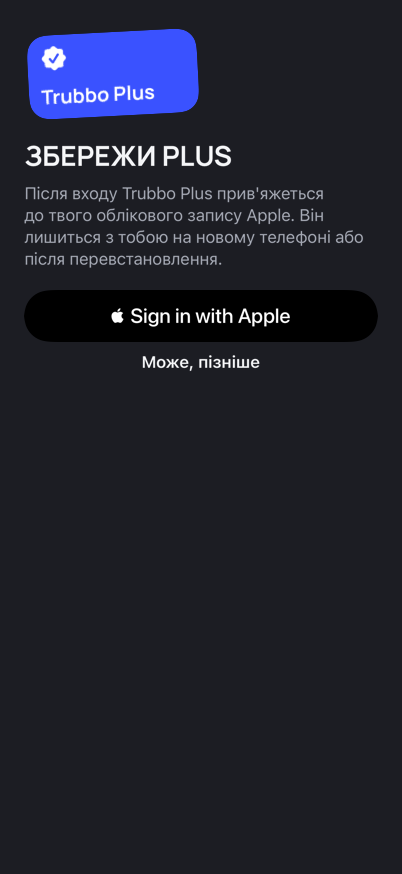 Trubbo Plus
ЗБЕРЕЖИ PLUS
Після входу Trubbo Plus прив'яжеться
до твого облікового запису Apple. Він
лишиться з тобою на новому телефоні або
після перевстановлення.
Sign in with Apple
Може, пізніше